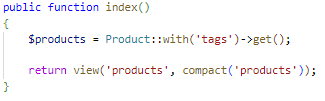 public function index()
{
    $products = Product::with('tags')->get();

    return view('products', compact('products'));
}